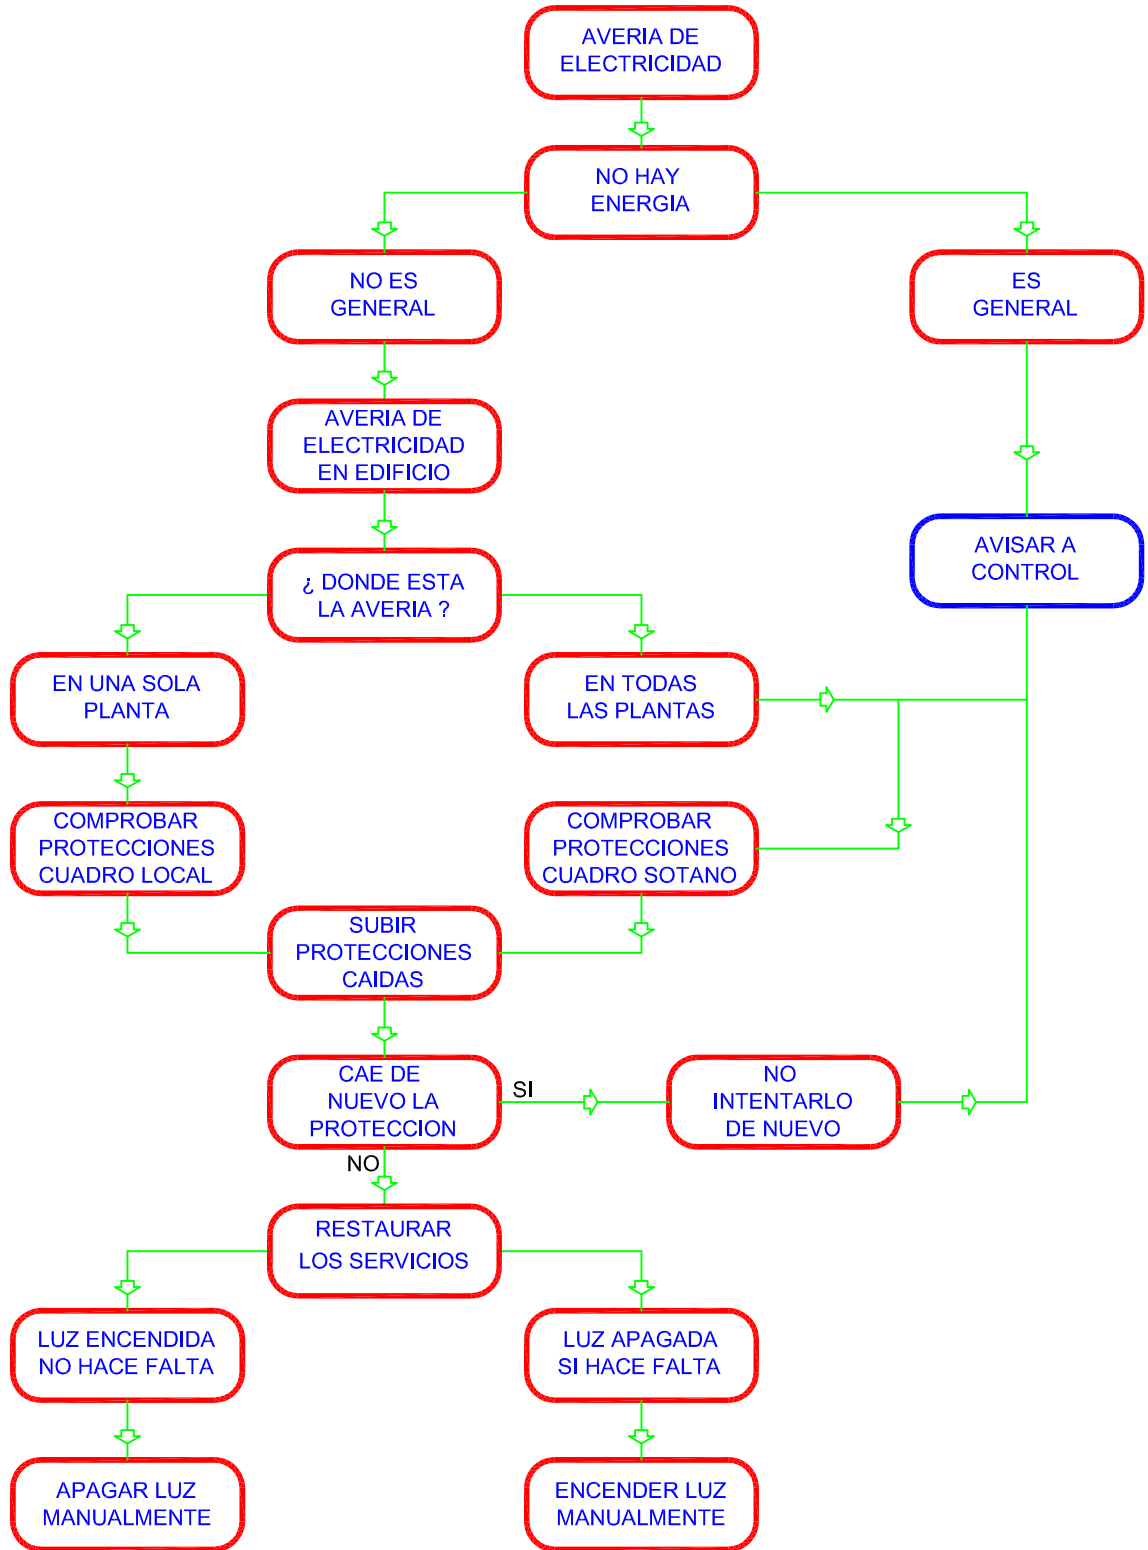 AVERIA DE
ELECTRICIDAD
NO HAY
ENERGIA
NO ES
GENERAL
ES
GENERAL
AVERIA DE
ELECTRICIDAD
EN EDIFICIO
AVISAR A
CONTROL
¿ DONDE ESTA
LA AVERIA ?
EN UNA SOLA
PLANTA
EN TODAS
LAS PLANTAS
COMPROBAR
PROTECCIONES
CUADRO LOCAL
COMPROBAR
PROTECCIONES
CUADRO SOTANO
SUBIR
PROTECCIONES
CAIDAS
CAE DE
NUEVO LA
PROTECCION
SI
NO
INTENTARLO
DE NUEVO
NO
RESTAURAR
LOS SERVICIOS
LUZ ENCENDIDA
NO HACE FALTA
LUZ APAGADA
SI HACE FALTA
APAGAR LUZ
MANUALMENTE
ENCENDER LUZ
MANUALMENTE